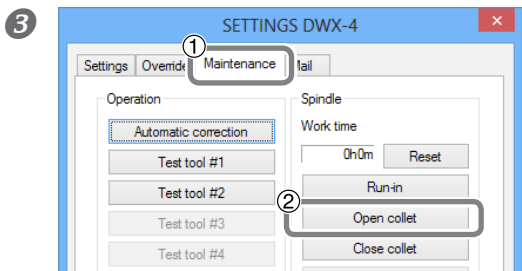 3
SETTINGS DWX-4
1
Settings Override Maintenance Mail
Operation
Spindle
Automatic correction
Work time
0h0m Reset
Test tool #1
Run-in
Test tool #2
2
Open collet
Test tool #3
Close collet
Test tool #4